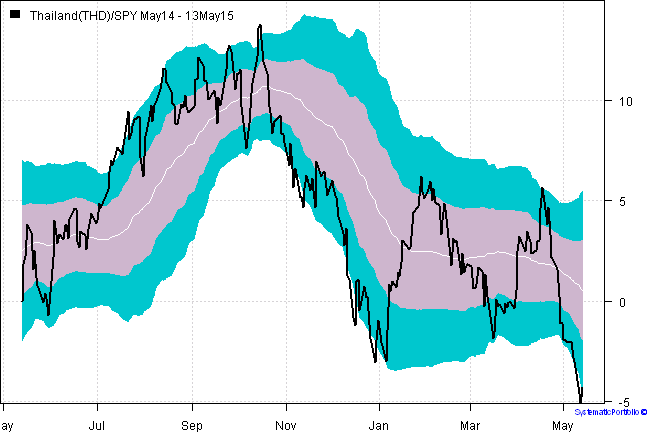 Thailand(THD)/SPY May14 - 13May15
10
5
0
-5
ay Jul Sep Nov Jan Mar May
SystematicPortfolio ©